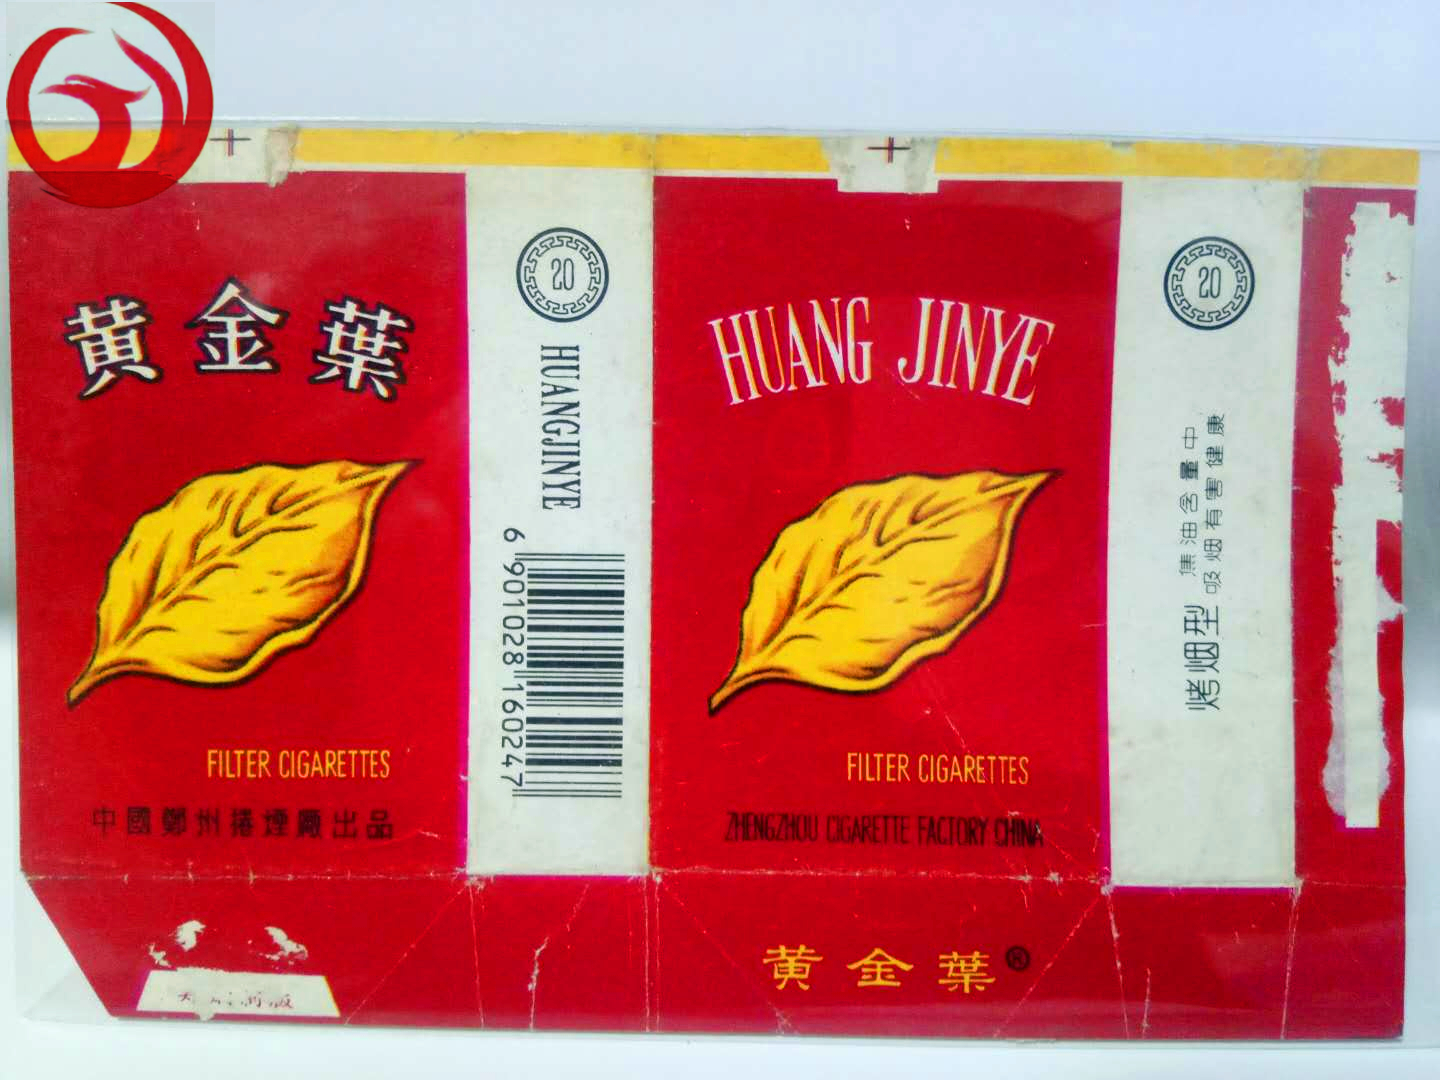 黄金葉
FILTER CIGARETTES
中國鄭州捲煙廠出品
20
HUANGJINYE
6 901028 160247
HUANG JINYE
FILTER CIGARETTES
ZHENGZHOU CIGARETTE FACTORY CHINA
黄金葉®
20
烤烟型
焦油含量中
吸烟有害健康